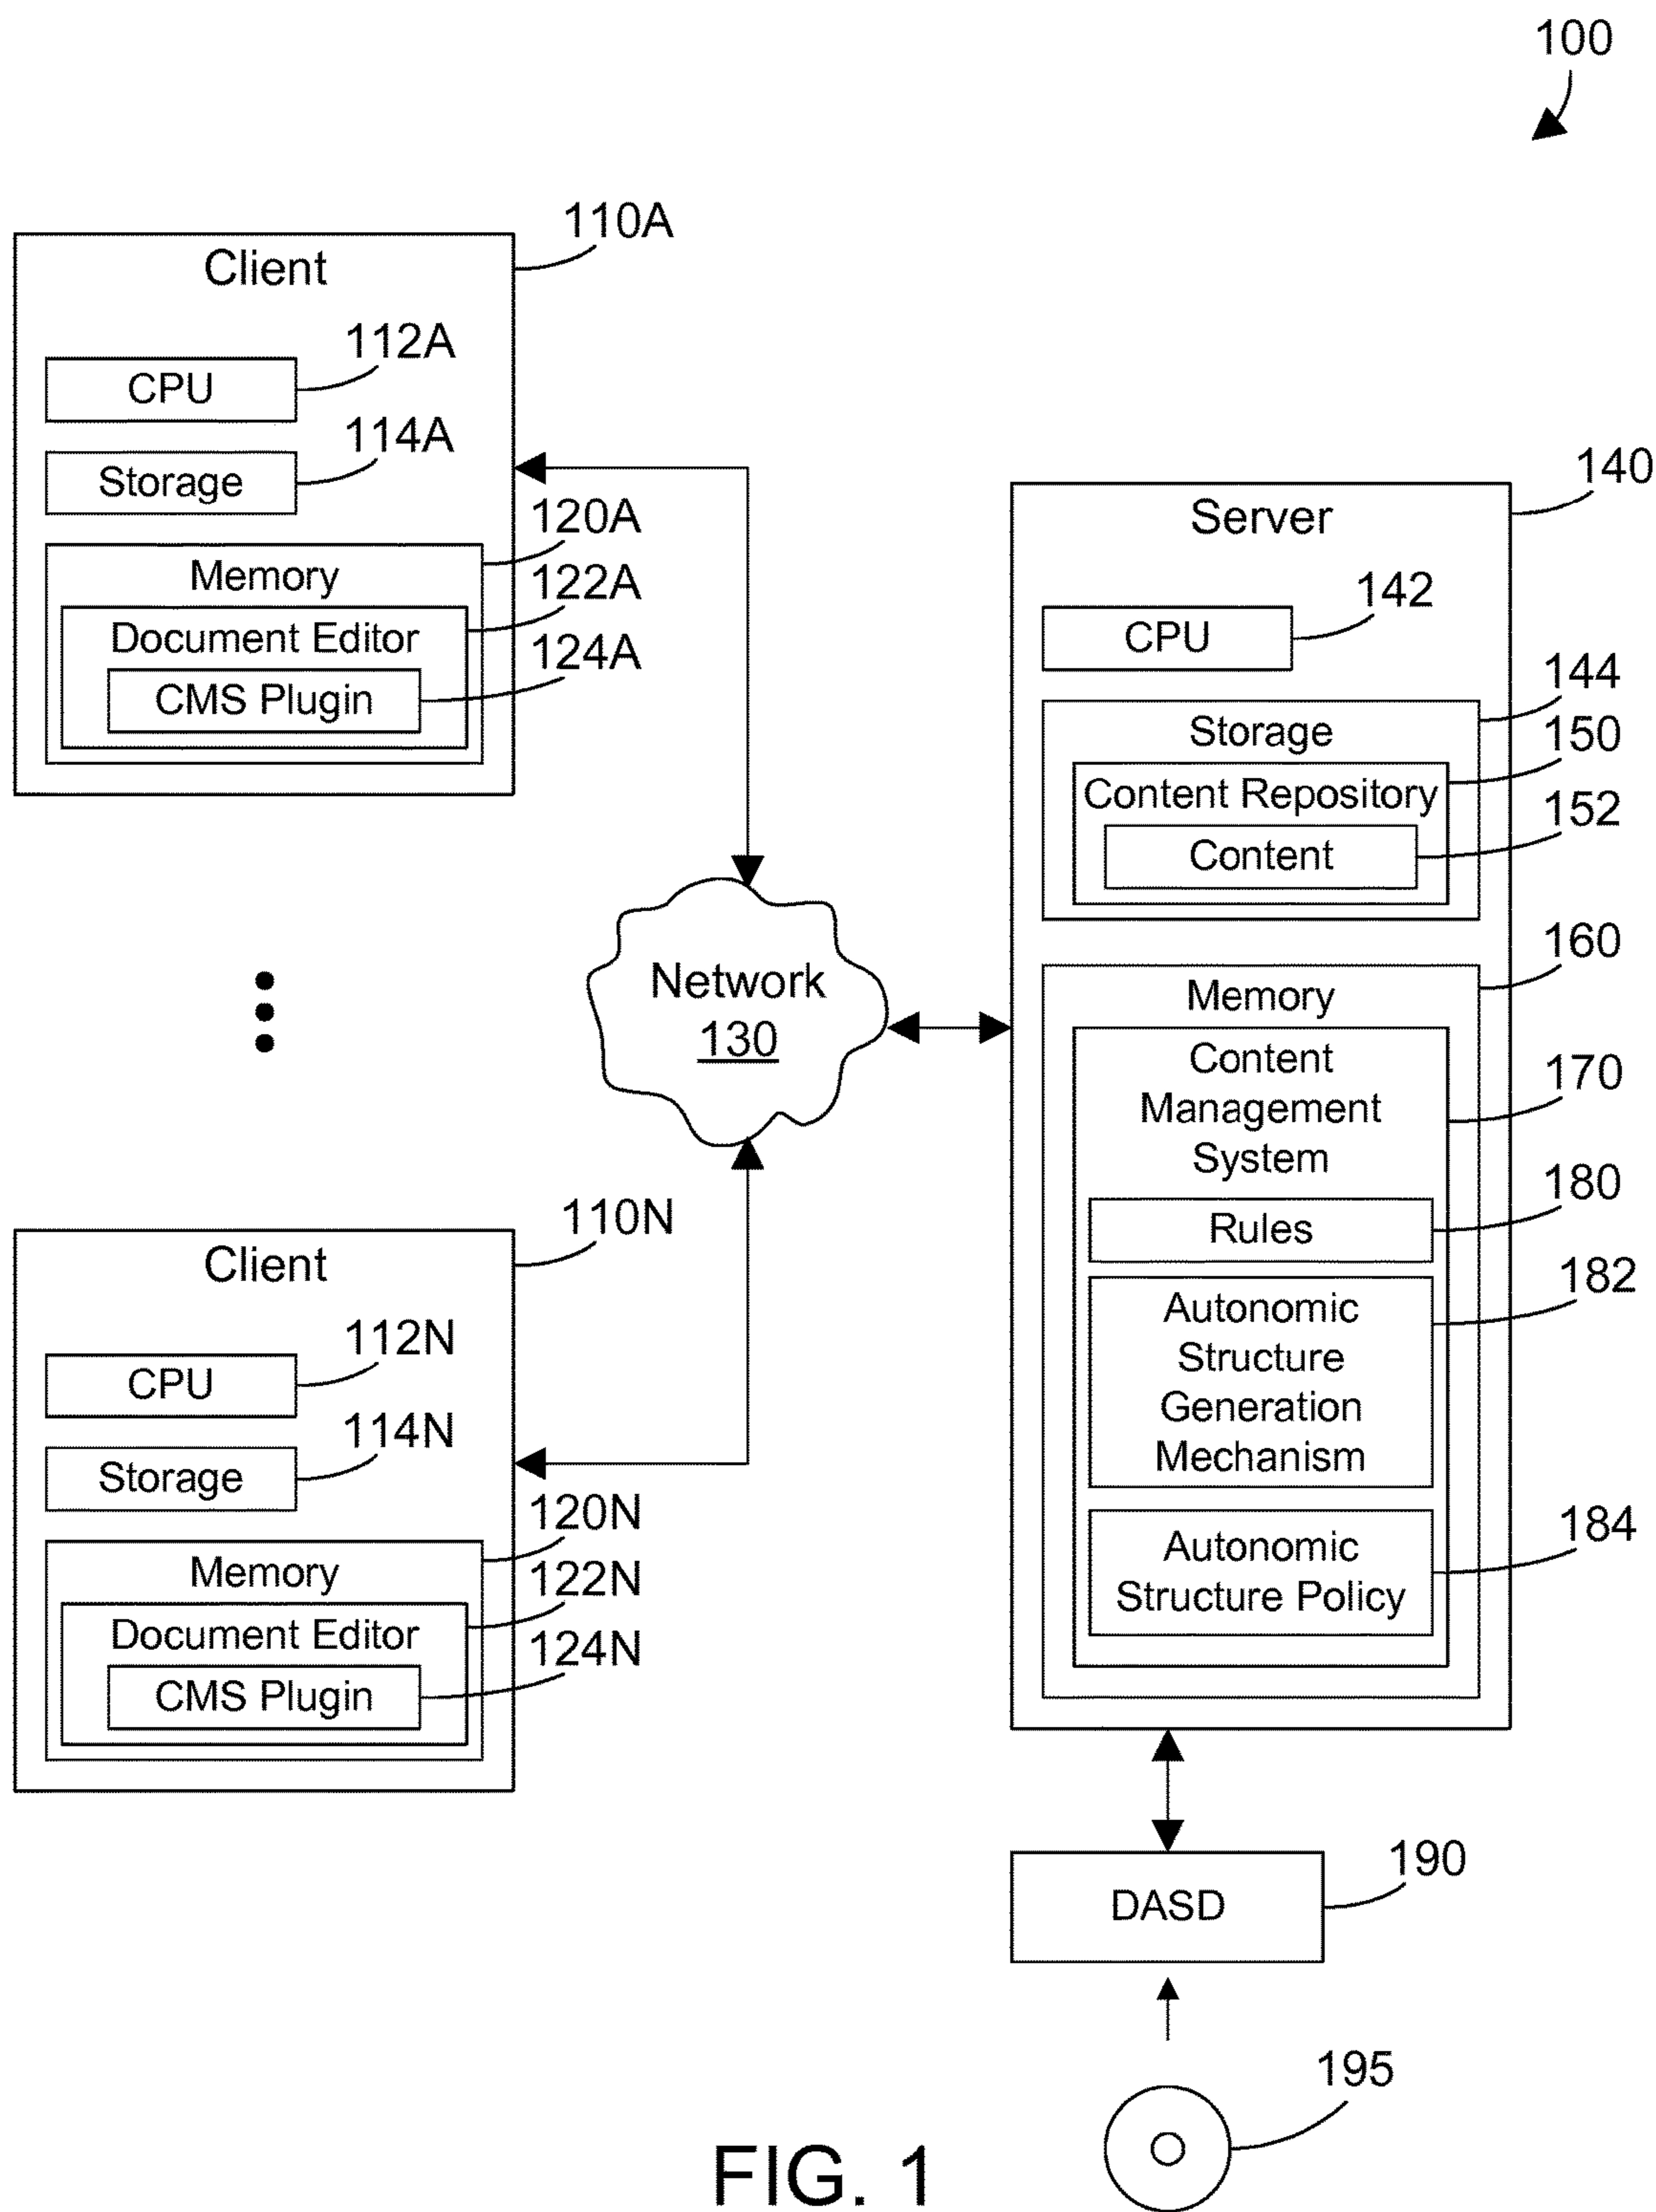 100
110A
Client
112A
CPU
114A
Storage
120A
Memory
122A
Document Editor
124A
CMS Plugin
Network
130
110N
Client
112N
CPU
114N
Storage
120N
Memory
122N
Document Editor
124N
CMS Plugin
140
Server
142
CPU
144
Storage
150
Content Repository
152
Content
160
Memory
170
Content
Management
System
180
Rules
182
Autonomic
Structure
Generation
Mechanism
184
Autonomic
Structure Policy
190
DASD
195
FIG. 1